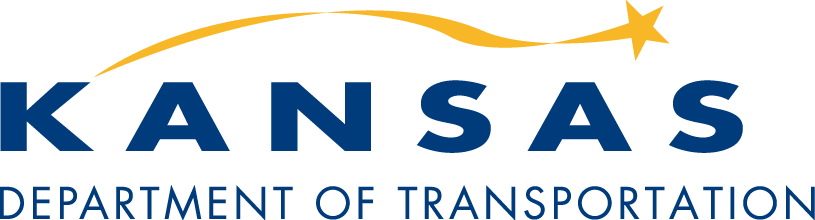 KANSAS
DEPARTMENT OF TRANSPORTATION